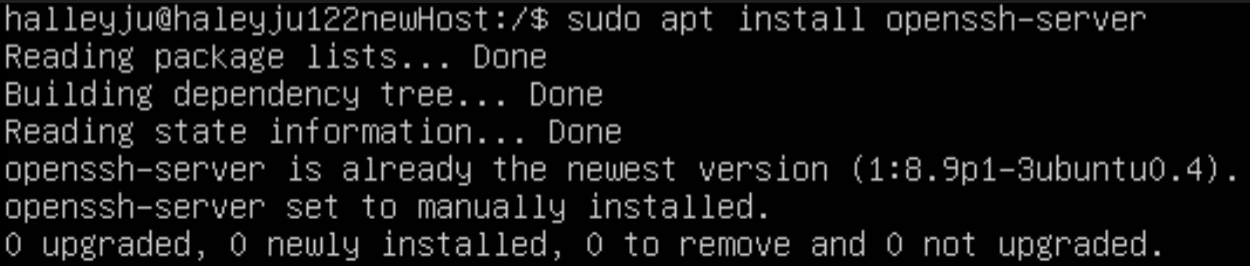 halleyju@haleyju122newHost:/$ sudo apt install openssh-server
Reading package lists... Done
Building dependency tree... Done
Reading state information... Done
openssh-server is already the newest version (1:8.9p1-3ubuntu0.4).
openssh-server set to manually installed.
0 upgraded, 0 newly installed, 0 to remove and 0 not upgraded.